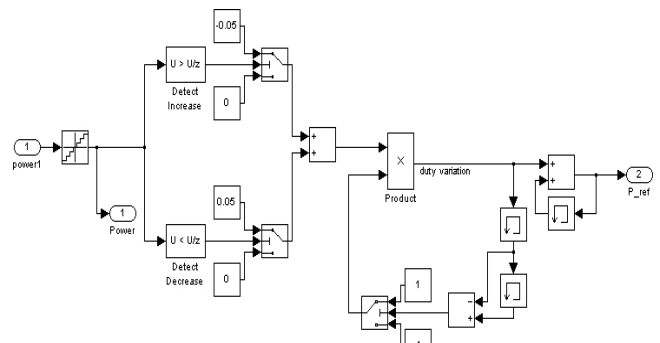 -0.05
U > U/z
Detect
Increase
0
1
power1
1
Power
0.05
U < U/z
Detect
Decrease
0
+
+
X
Product
duty variation
+
+
2
P_ref
1
-
+